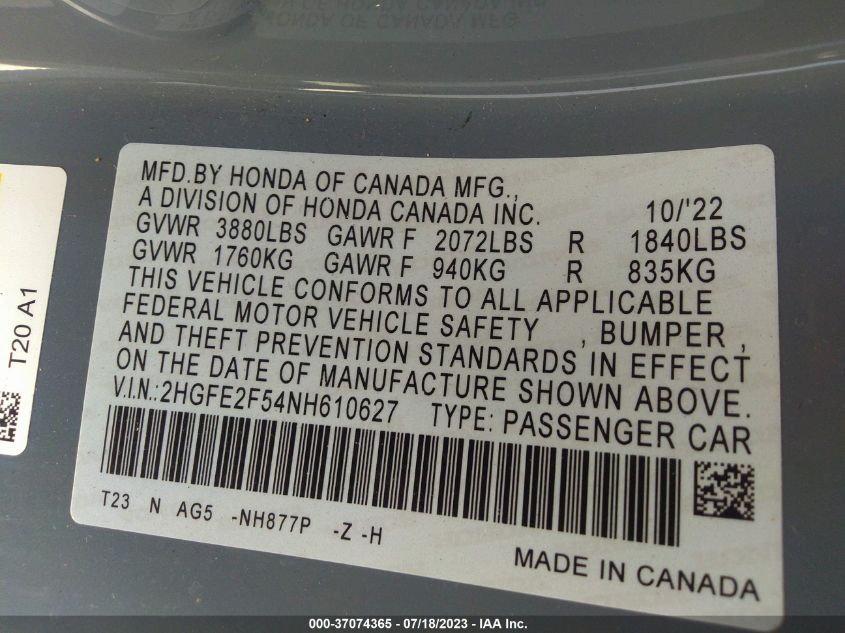 MFD.BY HONDA OF CANADA MFG.,
A DIVISION OF HONDA CANADA INC. 10/'22
GVWR 3880LBS GAWR F 2072LBS R 1840LBS
GVWR 1760KG GAWR F 940KG R 835KG
THIS VEHICLE CONFORMS TO ALL APPLICABLE
FEDERAL MOTOR VEHICLE SAFETY , BUMPER ,
AND THEFT PREVENTION STANDARDS IN EFFECT
ON THE DATE OF MANUFACTURE SHOWN ABOVE.
V.I.N.:2HGFE2F54NH610627 TYPE: PASSENGER CAR
T23 N AG5 -NH877P -Z -H
MADE IN CANADA
T20 A1
000-37074365 - 07/18/2023 - IAA Inc.